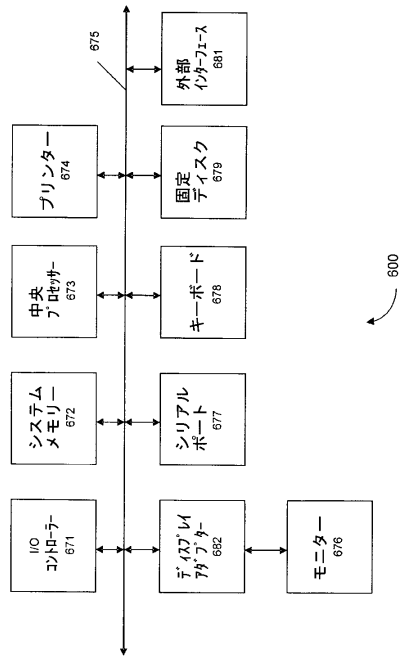 I/O
コントローラー
671
システム
メモリー
672
中央
プロセッサー
673
プリンター
674
675
ディスプレイ
アダプター
682
シリアル
ポート
677
キーボード
678
固定
ディスク
679
外部
インターフェース
681
モニター
676
600